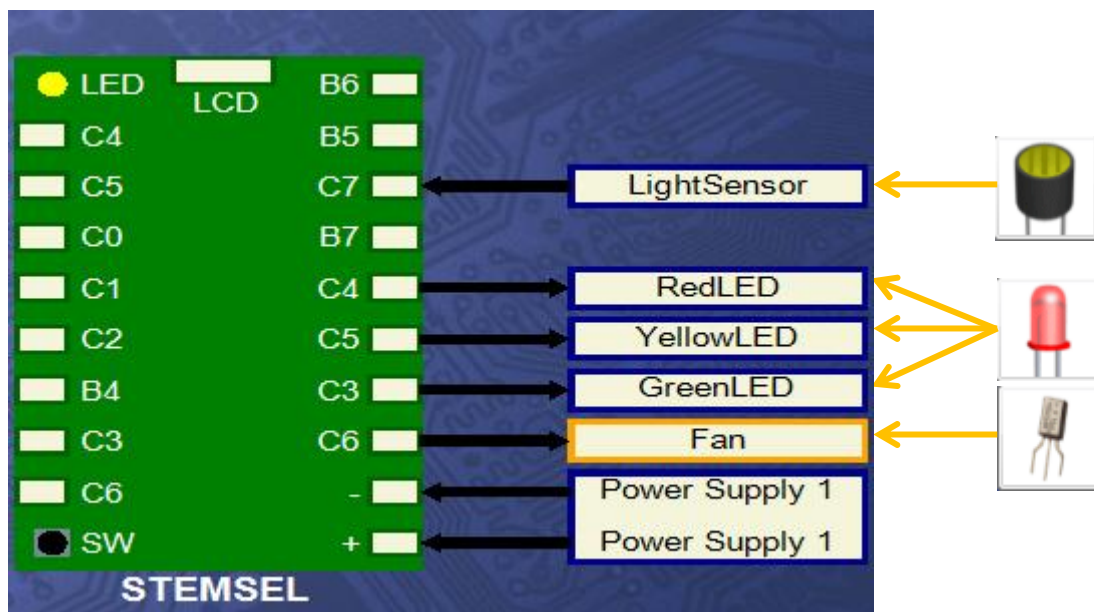 LED
LCD
B6
C4
B5
C5
C7
LightSensor
C0
B7
C1
C4
RedLED
C2
C5
YellowLED
B4
C3
GreenLED
C3
C6
Fan
C6
-
Power Supply 1
SW
+
Power Supply 1
STEMSEL